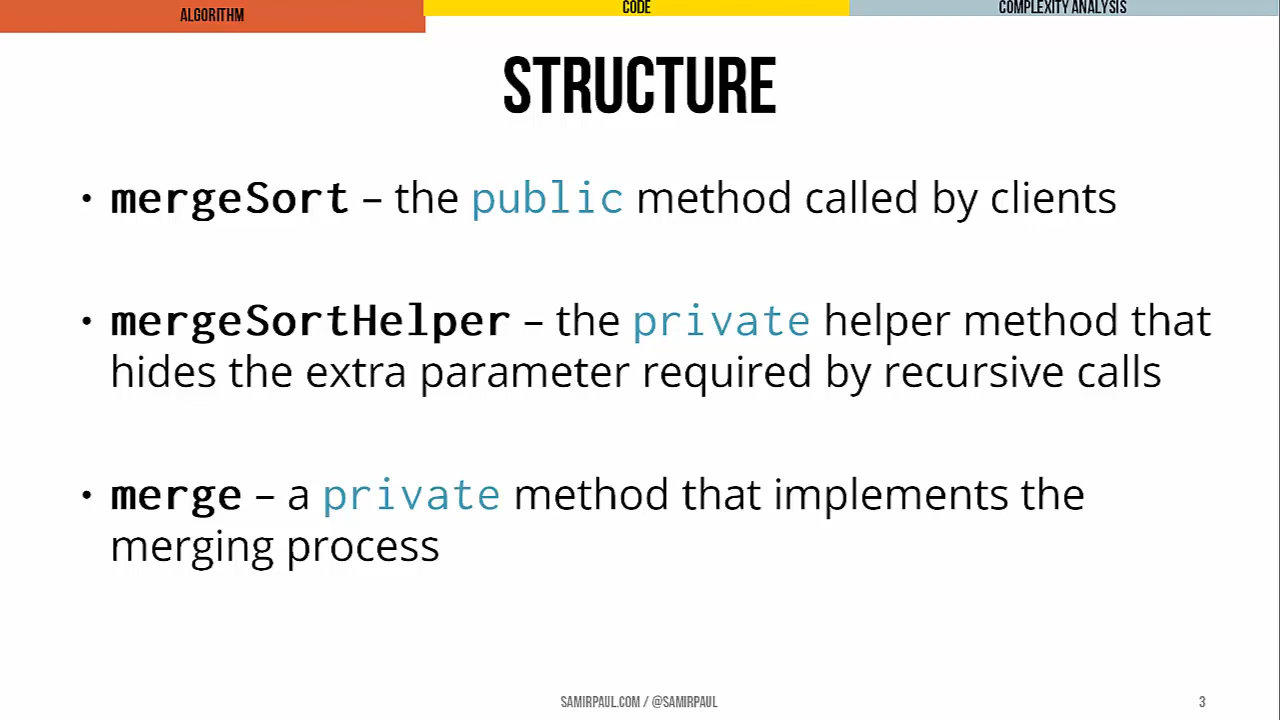 ALGORITHM
CODE
COMPLEXITY ANALYSIS
STRUCTURE
• mergeSort – the public method called by clients
• mergeSortHelper – the private helper method that
hides the extra parameter required by recursive calls
• merge – a private method that implements the
merging process
SAMIRPAUL.COM / @SAMIRPAUL
3